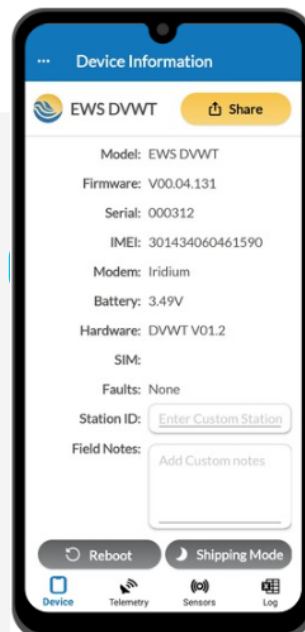 Device Information
EWS DVWT
Share
Model: EWS DVWT
Firmware: V00.04.131
Serial: 000312
IMEI: 301434060461590
Modem: Iridium
Battery: 3.49V
Hardware: DVWT V01.2
SIM:
Faults: None
Station ID: Enter Custom Station
Field Notes: Add Custom notes
Reboot
Shipping Mode
Device Telemetry Sensors Log